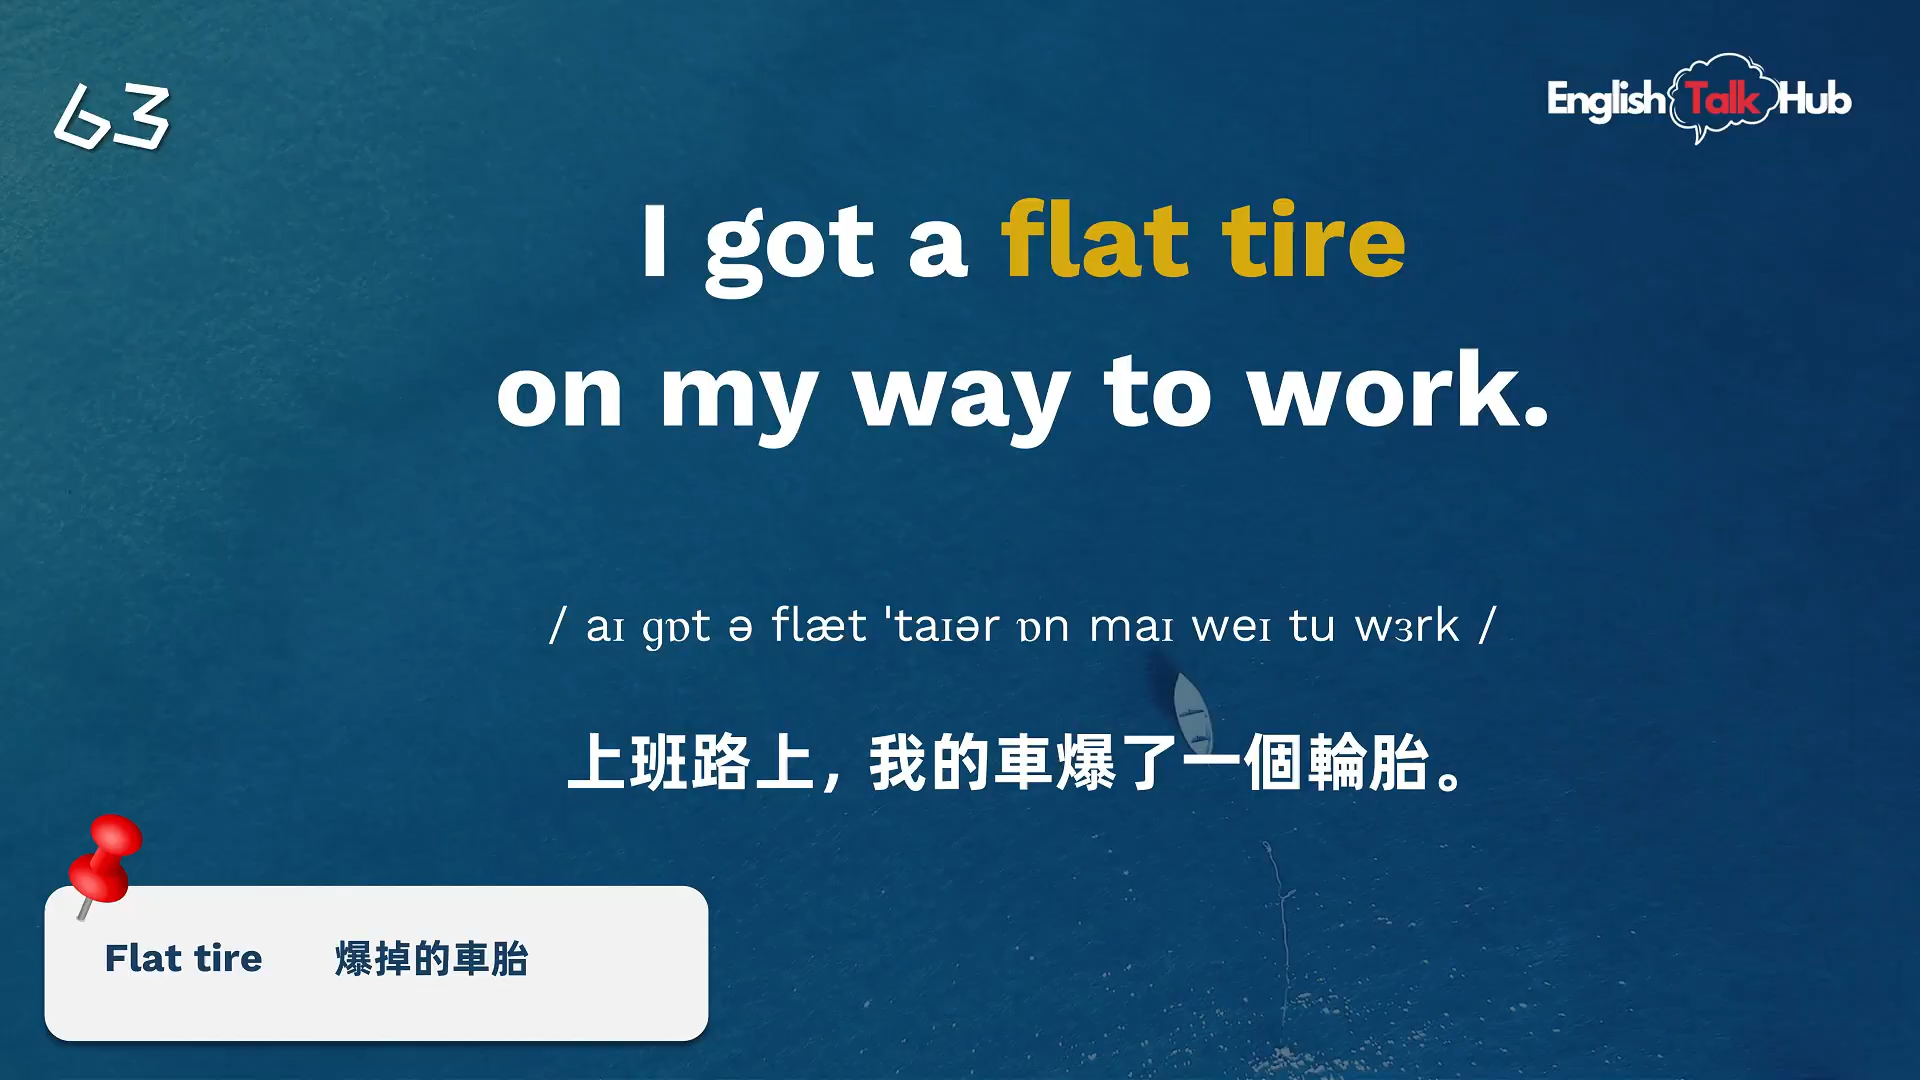 63
English Talk Hub
I got a flat tire
on my way to work.
/ aɪ ɡɒt ə flæt ˈtaɪər ɒn maɪ weɪ tu wɜrk /
上班路上, 我的車爆了一個輪胎。
Flat tire 爆掉的車胎